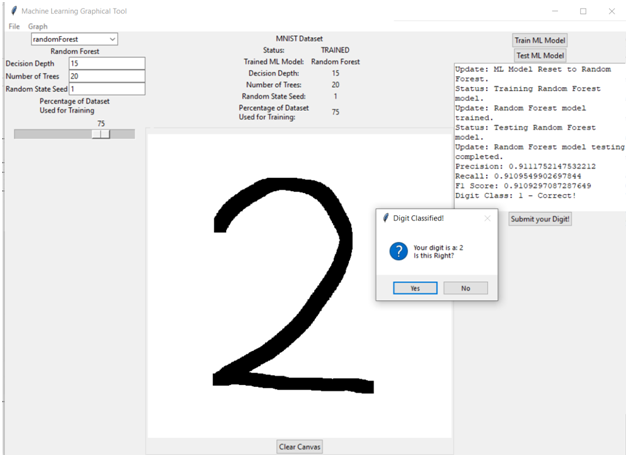 Machine Learning Graphical Tool
File Graph
randomForest
Random Forest
Decision Depth: 15
Number of Trees: 20
Random State Seed 1
Percentage of Dataset
Used for Training:
75
MNIST Dataset
Status: TRAINED
Trained ML Model: Random Forest
Decision Depth: 15
Number of Trees: 20
Random State Seed: 1
Percentage of Dataset
Used for Training: 75
Train ML Model
Test ML Model
Update: ML Model Reset to Random
Forest.
Status: Training Random Forest
model.
Update: Random Forest model
trained.
Status: Testing Random Forest
model.
Update: Random Forest model testing
completed.
Precision: 0.9111752147532212
Recall: 0.9109549902697844
F1 Score: 0.9109297087287649
Digit Class: 1 - Correct!
Submit your Digit!
2
Digit Classified!
Your digit is a: 2
Is this Right?
Yes No
Clear Canvas